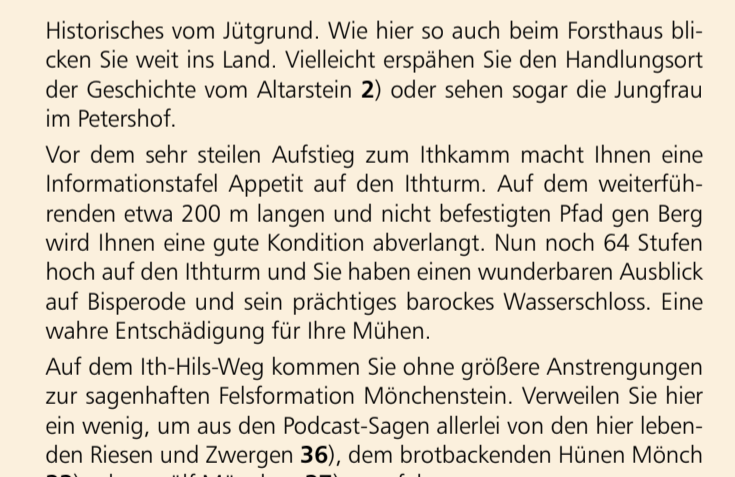 Historisches vom Jütgrund. Wie hier so auch beim Forsthaus bli-
cken Sie weit ins Land. Vielleicht erspähen Sie den Handlungsort
der Geschichte vom Altarstein 2) oder sehen sogar die Jungfrau
im Petershof.
Vor dem sehr steilen Aufstieg zum Ithkamm macht Ihnen eine
Informationstafel Appetit auf den Ithturm. Auf dem weiterfüh-
renden etwa 200 m langen und nicht befestigten Pfad gen Berg
wird Ihnen eine gute Kondition abverlangt. Nun noch 64 Stufen
hoch auf den Ithturm und Sie haben einen wunderbaren Ausblick
auf Bisperode und sein prächtiges barockes Wasserschloss. Eine
wahre Entschädigung für Ihre Mühen.
Auf dem Ith-Hils-Weg kommen Sie ohne größere Anstrengungen
zur sagenhaften Felsformation Mönchenstein. Verweilen Sie hier
ein wenig, um aus den Podcast-Sagen allerlei von den hier leben-
den Riesen und Zwergen 36), dem brotbackenden Hünen Mönch